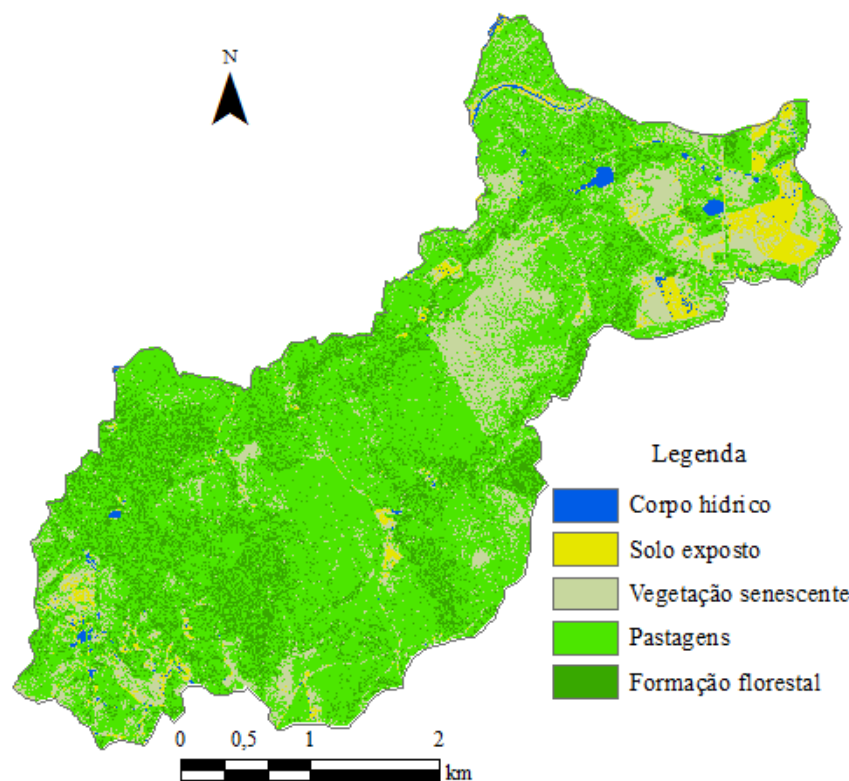 N
Legenda
Corpo hídrico
Solo exposto
Vegetação senescente
Pastagens
Formação florestal
0 0,5 1 2
km